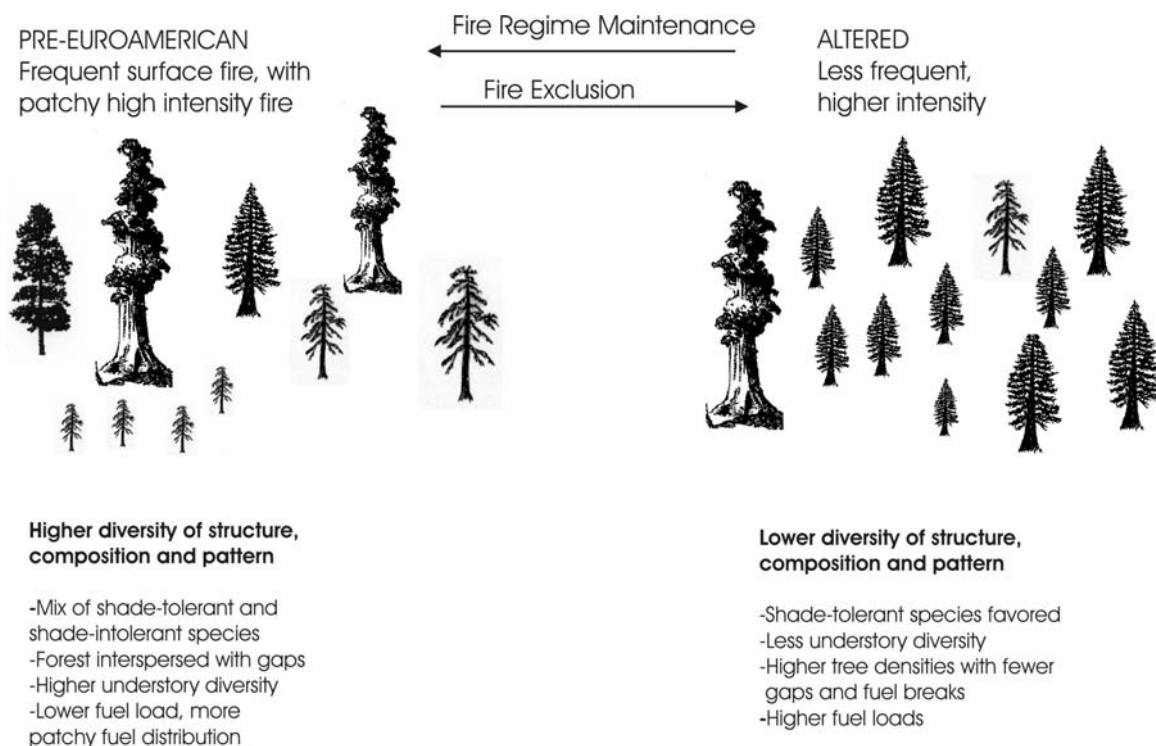 PRE-EUROAMERICAN
Frequent surface fire, with
patchy high intensity fire
Fire Regime Maintenance
Fire Exclusion
ALTERED
Less frequent,
higher intensity
Higher diversity of structure,
composition and pattern
-Mix of shade-tolerant and
shade-intolerant species
-Forest interspersed with gaps
-Higher understory diversity
-Lower fuel load, more
patchy fuel distribution
Lower diversity of structure,
composition and pattern
-Shade-tolerant species favored
-Less understory diversity
-Higher tree densities with fewer
gaps and fuel breaks
-Higher fuel loads